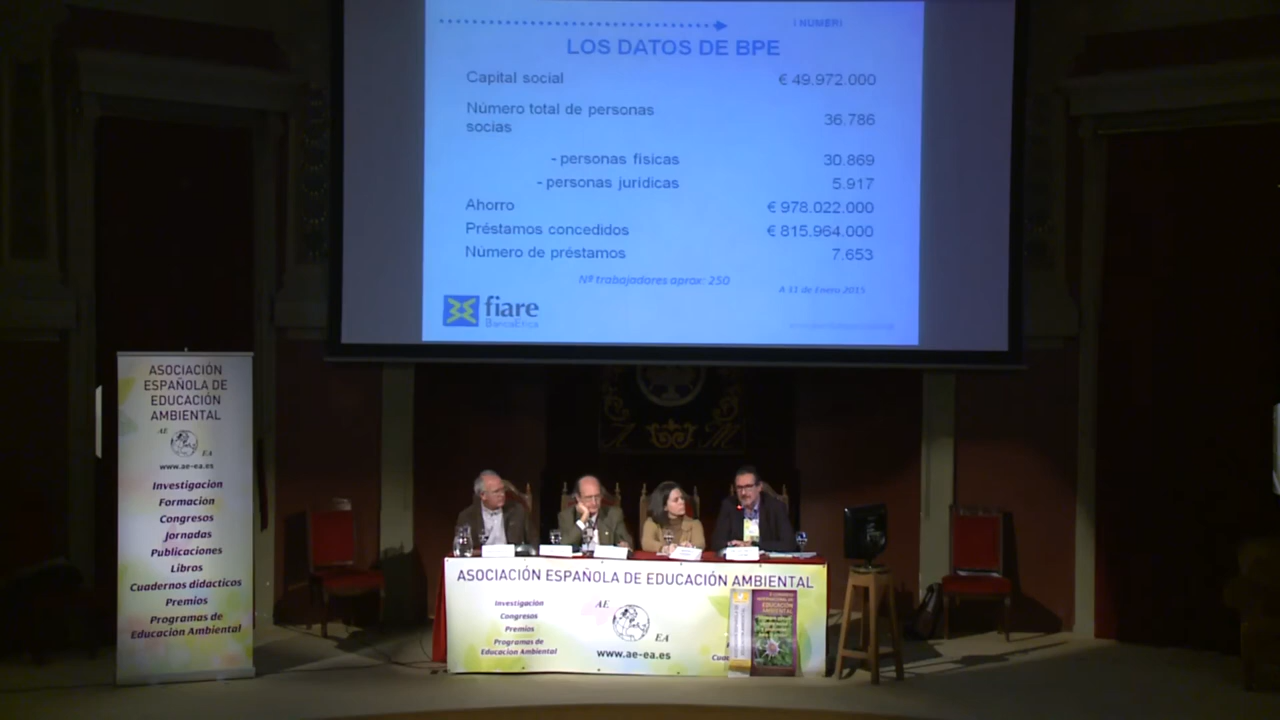 I NUMERI
LOS DATOS DE BPE
Capital social € 49.972.000
Número total de personas
socias 36.786
- personas físicas 30.869
- personas jurídicas 5.917
Ahorro € 978.022.000
Préstamos concedidos € 815.964.000
Número de préstamos 7.653
Nº trabajadores aprox: 250
A 31 de Enero 2015
fiare
BancaEtica
ASOCIACIÓN
ESPAÑOLA DE
EDUCACIÓN
AMBIENTAL
AE
EA
www.ae-ea.es
Investigacion
Formacion
Congresos
Jornadas
Publicaciones
Libros
Cuadernos didacticos
Premios
Programas de
Educacion Ambiental
ASOCIACIÓN ESPAÑOLA DE EDUCACIÓN AMBIENTAL
Investigación
Congresos
Premios
Programas de
Educacion Ambiental
AE
EA
www.ae-ea.es
Cua
EDUCACIÓN
AMBIENTAL